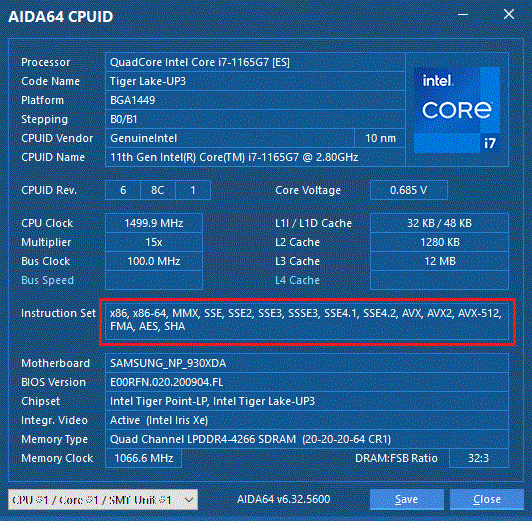 AIDA64 CPUID
Processor QuadCore Intel Core i7-1165G7 [ES]
Code Name Tiger Lake-UP3
Platform BGA1449
Stepping B0/B1
CPUID Vendor GenuineIntel 10 nm
CPUID Name 11th Gen Intel(R) Core(TM) i7-1165G7 @ 2.80GHz
intel
CORE
i7
CPUID Rev. 6 8C 1 Core Voltage 0.685 V
CPU Clock 1499.9 MHz L1I / L1D Cache 32 KB / 48 KB
Multiplier 15x L2 Cache 1280 KB
Bus Clock 100.0 MHz L3 Cache 12 MB
Bus Speed L4 Cache
Instruction Set x86, x86-64, MMX, SSE, SSE2, SSE3, SSSE3, SSE4.1, SSE4.2, AVX, AVX2, AVX-512,
FMA, AES, SHA
Motherboard SAMSUNG_NP_930XDA
BIOS Version E00RFN.020.200904.FL
Chipset Intel Tiger Point-LP, Intel Tiger Lake-UP3
Integr. Video Active (Intel Iris Xe)
Memory Type Quad Channel LPDDR4-4266 SDRAM (20-20-20-64 CR1)
Memory Clock 1066.6 MHz DRAM:FSB Ratio 32:3
CPU #1 / Core #1 / SMT Unit #1 AIDA64 v6.32.5600 Save Close